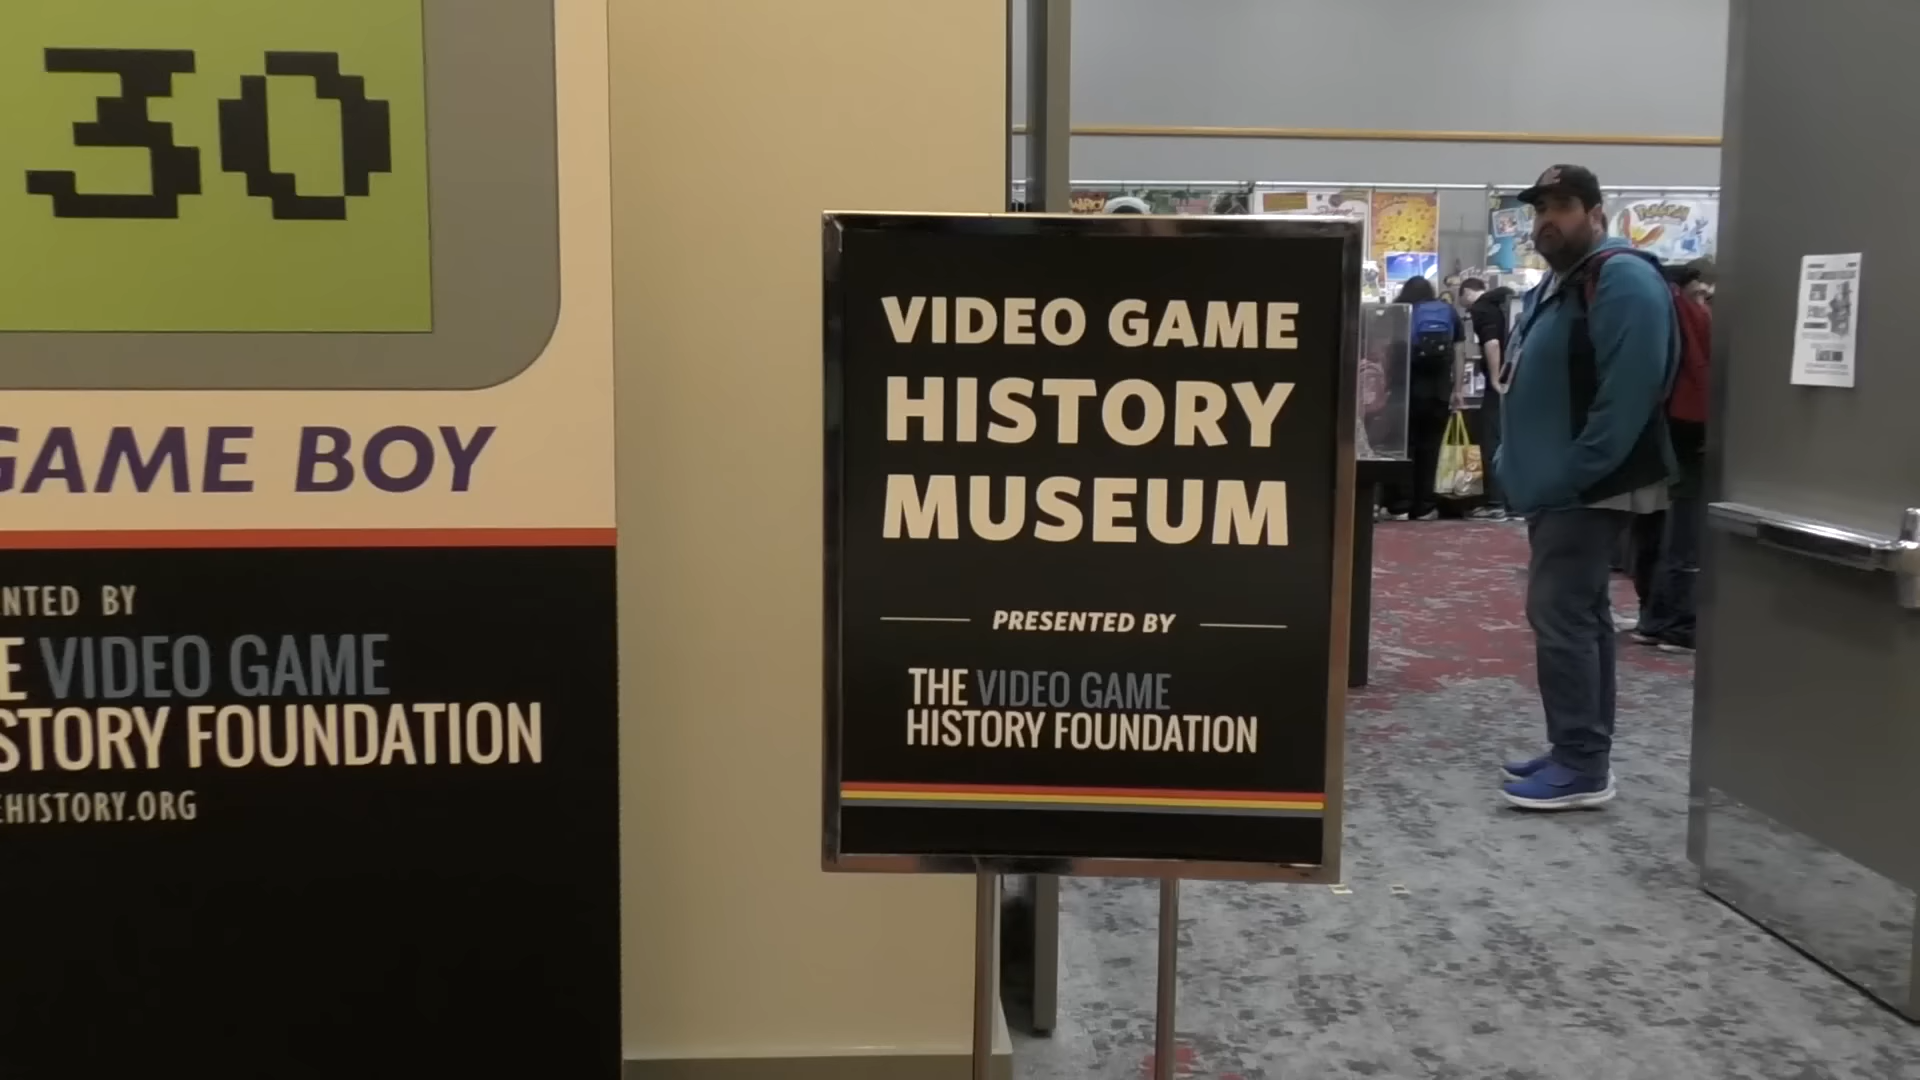 30
GAME BOY
NTED BY
E VIDEO GAME
STORY FOUNDATION
EHISTORY.ORG
VIDEO GAME
HISTORY
MUSEUM
PRESENTED BY
THE VIDEO GAME
HISTORY FOUNDATION
Pokémon